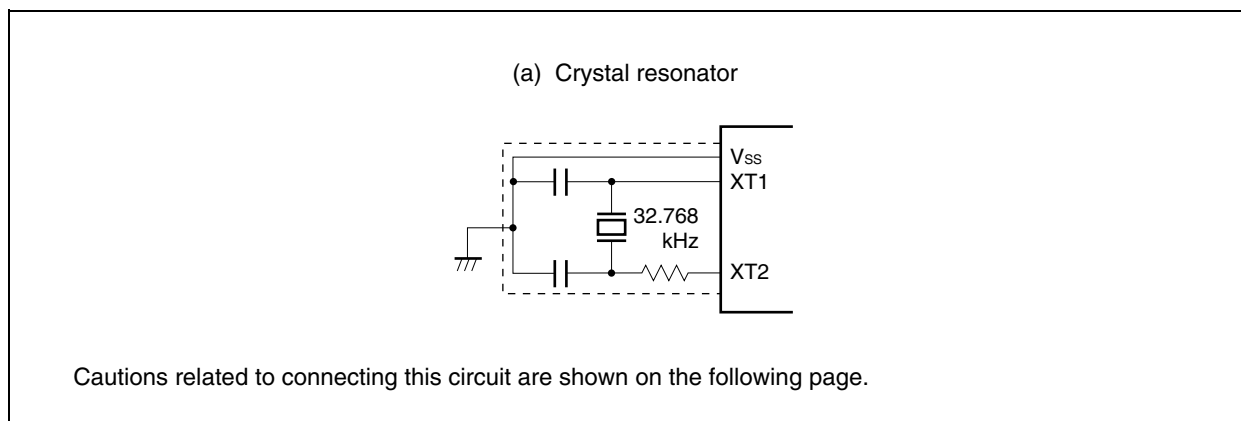 (a) Crystal resonator
Vss
XT1
32.768
kHz
XT2
Cautions related to connecting this circuit are shown on the following page.